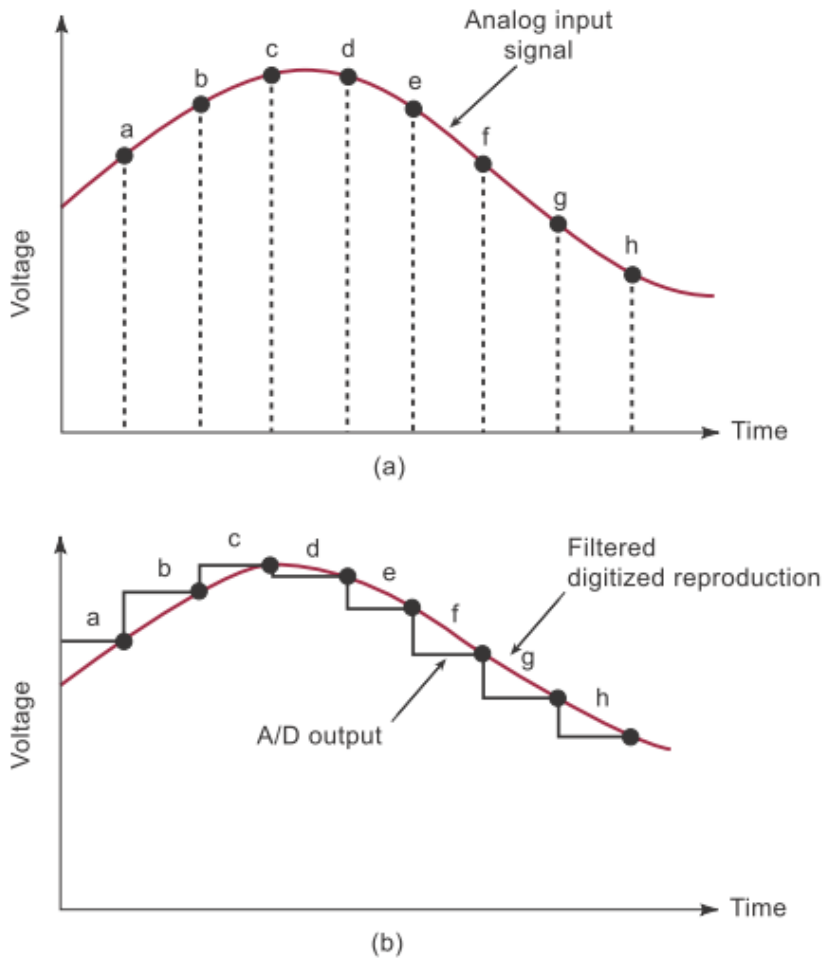 Analog input
signal
a
b
c
d
e
f
g
h
Voltage
Time
(a)
a
b
c
d
e
f
g
h
Filtered
digitized reproduction
A/D output
Voltage
Time
(b)